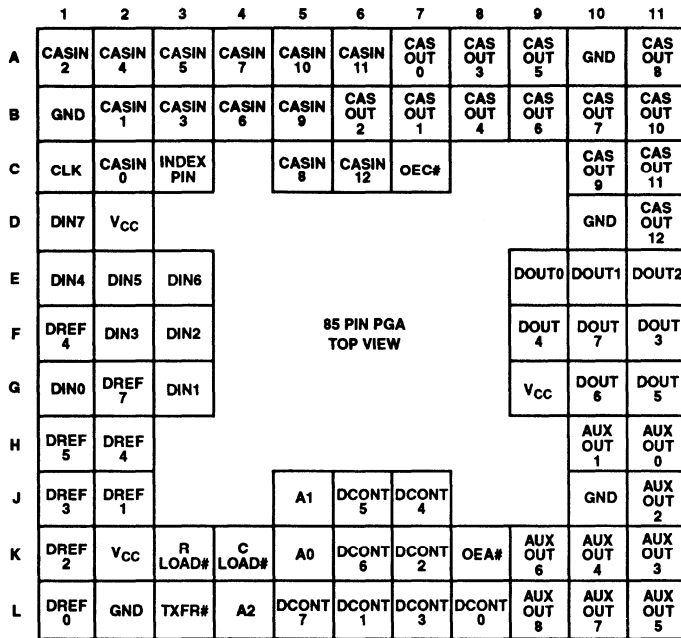 1 2 3 4 5 6 7 8 9 10 11
A CASIN 2 CASIN 4 CASIN 5 CASIN 7 CASIN 10 CASIN 11 CAS OUT 0 CAS OUT 3 CAS OUT 5 GND CAS OUT 8
B GND CASIN 1 CASIN 3 CASIN 6 CASIN 9 CAS OUT 2 CAS OUT 1 CAS OUT 4 CAS OUT 6 CAS OUT 7 CAS OUT 10
C CLK CASIN 0 INDEX PIN CASIN 8 CASIN 12 OEC# CAS OUT 9 CAS OUT 11
D DIN7 VCC GND CAS OUT 12
E DIN4 DIN5 DIN6 DOUT0 DOUT1 DOUT2
F DREF 4 DIN3 DIN2 85 PIN PGA TOP VIEW DOUT 4 DOUT 7 DOUT 3
G DIN0 DREF 7 DIN1 VCC DOUT 6 DOUT 5
H DREF 5 DREF 4 AUX OUT 1 AUX OUT 0
J DREF 3 DREF 1 A1 DCONT 5 DCONT 4 GND AUX OUT 2
K DREF 2 VCC R LOAD# C LOAD# A0 DCONT 6 DCONT 2 OEA# AUX OUT 6 AUX OUT 4 AUX OUT 3
L DREF 0 GND TXFR# A2 DCONT 7 DCONT 1 DCONT 3 DCONT 0 AUX OUT 8 AUX OUT 7 AUX OUT 5